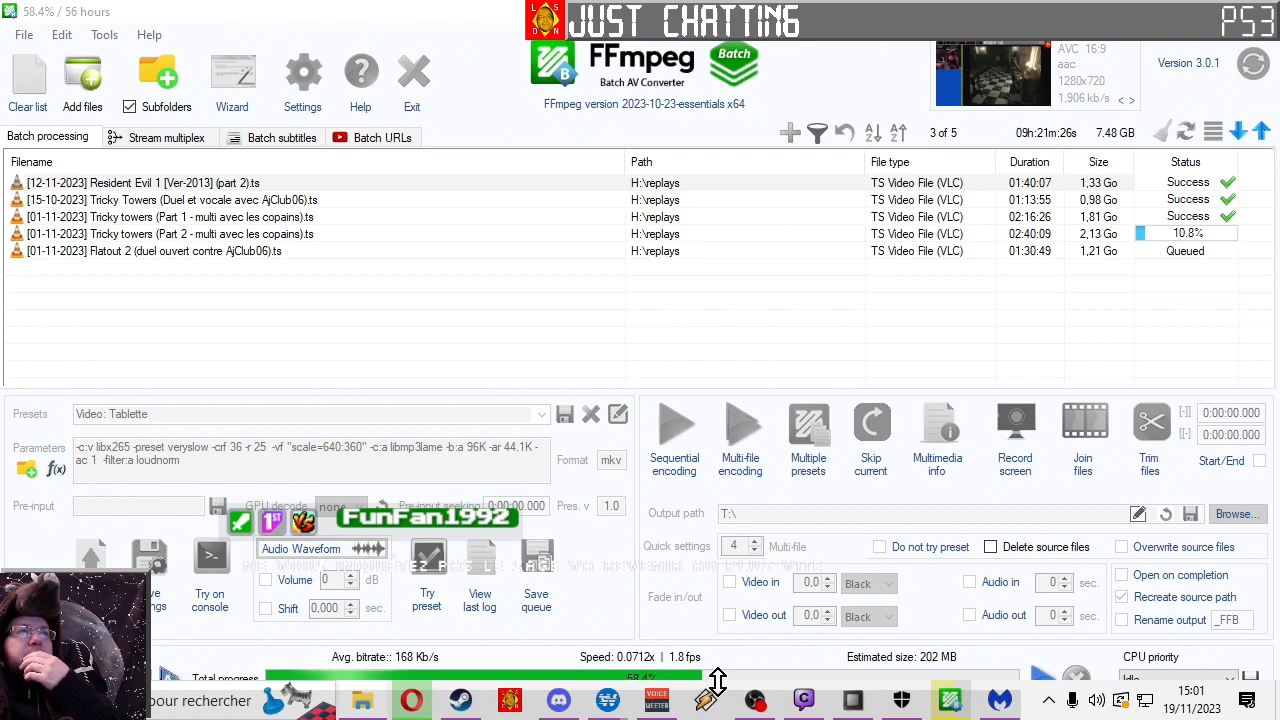 58.4% / 56 hours
JUST CHATTING
PS3
File Edit Tools Help
FFmpeg Batch
Batch AV Converter
FFmpeg version 2023-10-23-essentials x64
AVC 16:9
aac
1280x720
1,906 kb/s < >
Version 3.0.1
Clear list Add files Subfolders Wizard Settings Help Exit
Batch processing Stream multiplex Batch subtitles Batch URLs
3 of 5 09h:21m:26s 7.48 GB
Filename Path File type Duration Size Status
[12-11-2023] Resident Evil 1 [Ver-2013] (part 2).ts H:\replays TS Video File (VLC) 01:40:07 1,33 Go Success
[15-10-2023] Tricky Towers (Duel et vocale avec AjClub06).ts H:\replays TS Video File (VLC) 01:13:55 0,98 Go Success
[01-11-2023] Tricky towers (Part 1 - multi avec les copains).ts H:\replays TS Video File (VLC) 02:16:26 1,81 Go Success
[01-11-2023] Tricky towers (Part 2 - multi avec les copains).ts H:\replays TS Video File (VLC) 02:40:09 2,13 Go 10.8%
[01-11-2023] Flatout 2 (duel ouvert contre AjClub06).ts H:\replays TS Video File (VLC) 01:30:49 1,21 Go Queued
Presets Video: Tablette
Parameters -c:v libx265 -preset veryslow -crf 36 -r 25 -vf "scale=640:360" -c:a libmp3lame -b:a 96K -ar 44.1K -
ac 1 -filter:a loudnorm
f(x)
Format mkv
Pre-input GPU decode none Pre-input seeking 0:00:00.000 Pres. v 1.0
FunFan1992
Audio Waveform
Volume 0 dB
Shift 0,000 sec.
Try on
console
Try
preset
View
last log
Save
queue
Sequential
encoding
Multi-file
encoding
Multiple
presets
Skip
current
Multimedia
info
Record
screen
Join
files
Trim
files
[-:] 0:00:00.000
[:-] 0:00:00.000
Start/End
Output path T:\ Browse...
Quick settings 4 Multi file Do not try preset Delete source files Overwrite source files
Fade in/out
Video in 0,0 Black Audio in 0 sec.
Video out 0,0 Black Audio out 0 sec.
Open on completion
Recreate source path
Rename output _FFB
Avg. bitrate:: 168 Kb/s Speed: 0.0712x | 1.8 fps Estimated size: 202 MB CPU priority
Total progress 58.4% Idle
pour rechercher
VOICE
MEETER
15:01
19/11/2023